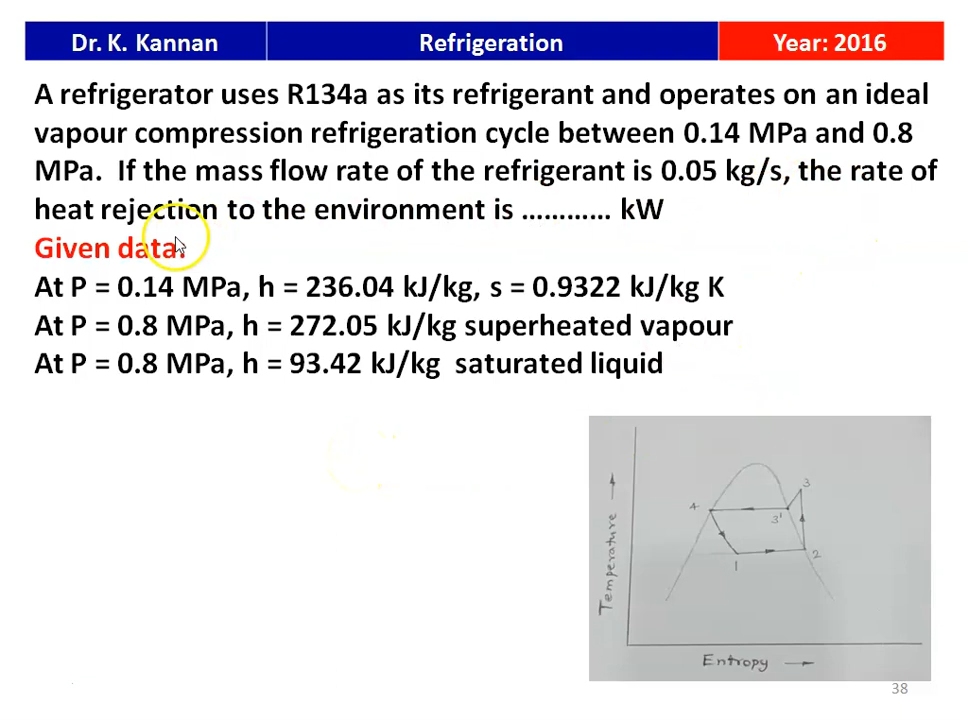 Dr. K. Kannan
Refrigeration
Year: 2016
A refrigerator uses R134a as its refrigerant and operates on an ideal
vapour compression refrigeration cycle between 0.14 MPa and 0.8
MPa. If the mass flow rate of the refrigerant is 0.05 kg/s, the rate of
heat rejection to the environment is ………… kW
Given data:
At P = 0.14 MPa, h = 236.04 kJ/kg, s = 0.9322 kJ/kg K
At P = 0.8 MPa, h = 272.05 kJ/kg superheated vapour
At P = 0.8 MPa, h = 93.42 kJ/kg saturated liquid
Temperature
3
4
3'
2
1
Entropy
38